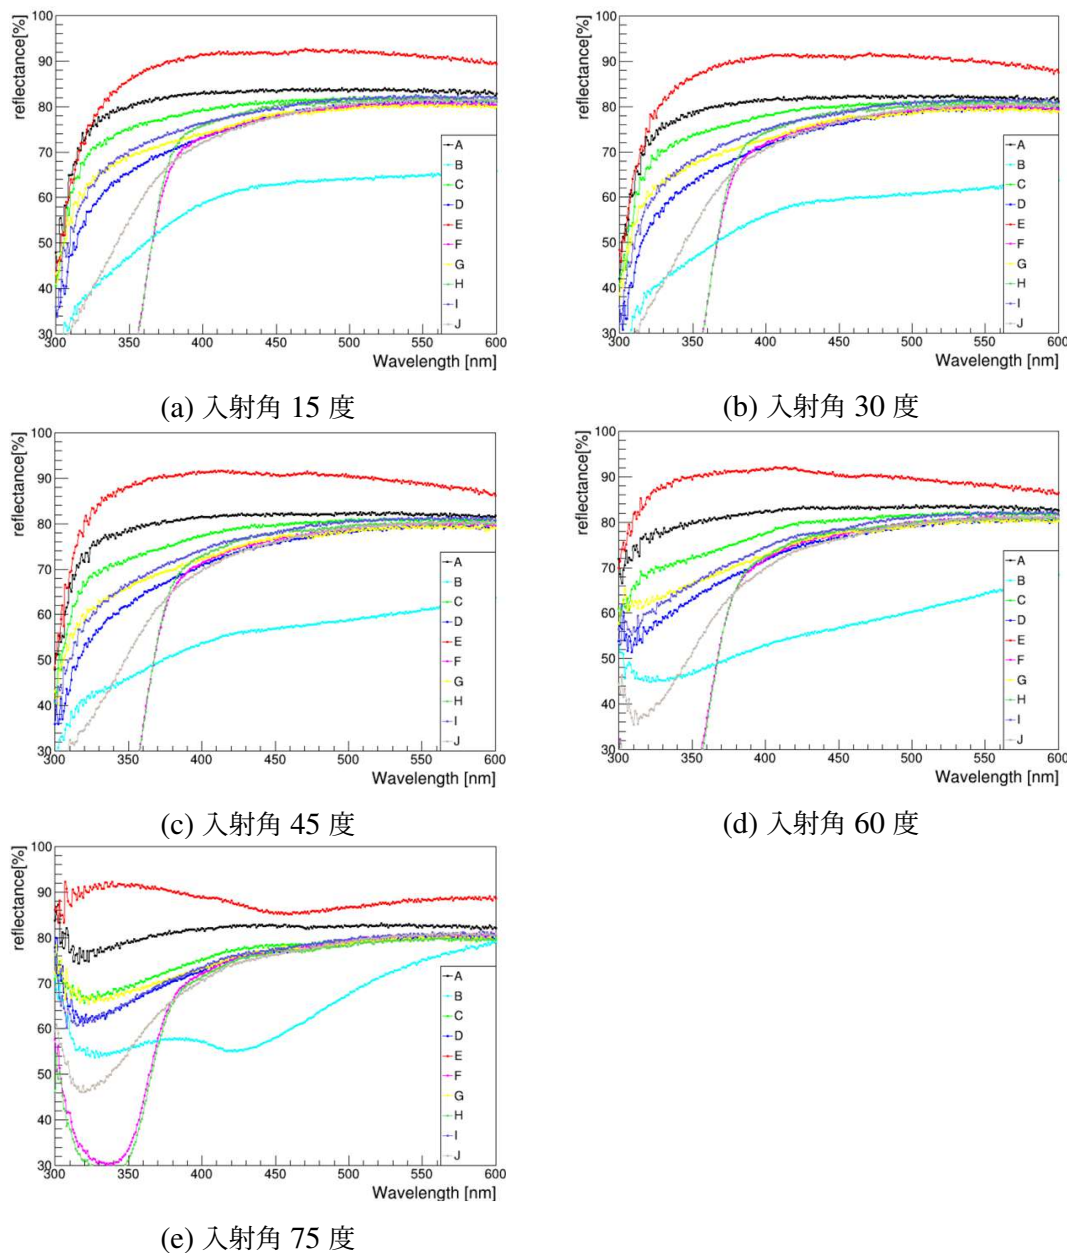 reflectance[%]
100
90
80
70
60
50
40
30
300 350 400 450 500 550 600
Wavelength [nm]
A
B
C
D
E
F
G
H
I
J
(a) 入射角 15 度
reflectance[%]
100
90
80
70
60
50
40
30
300 350 400 450 500 550 600
Wavelength [nm]
A
B
C
D
E
F
G
H
I
J
(b) 入射角 30 度
reflectance[%]
100
90
80
70
60
50
40
30
300 350 400 450 500 550 600
Wavelength [nm]
A
B
C
D
E
F
G
H
I
J
(c) 入射角 45 度
reflectance[%]
100
90
80
70
60
50
40
30
300 350 400 450 500 550 600
Wavelength [nm]
A
B
C
D
E
F
G
H
I
J
(d) 入射角 60 度
reflectance[%]
100
90
80
70
60
50
40
30
300 350 400 450 500 550 600
Wavelength [nm]
A
B
C
D
E
F
G
H
I
J
(e) 入射角 75 度